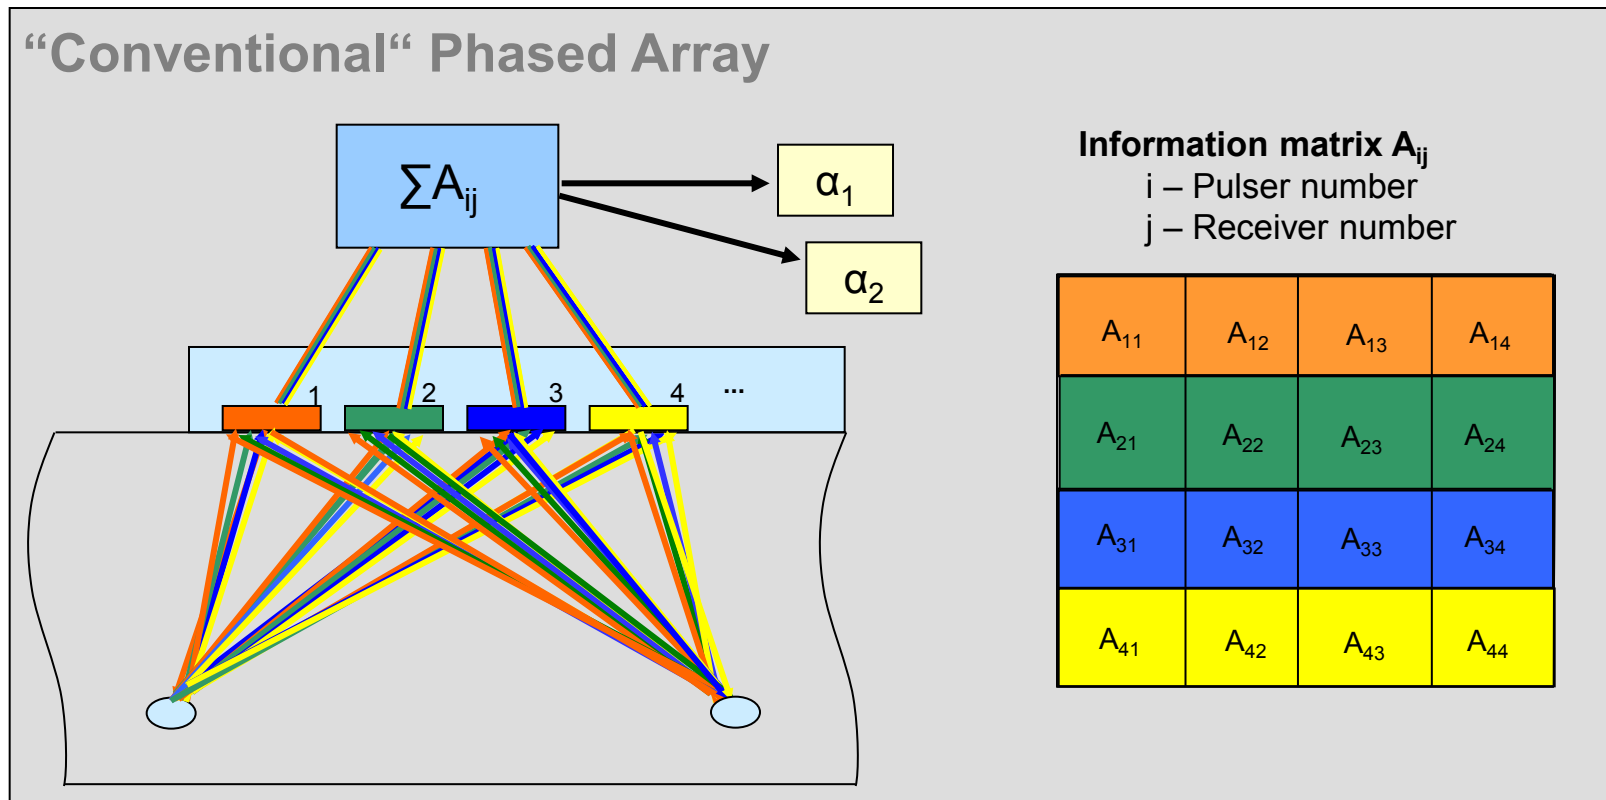 “Conventional“ Phased Array
∑Aij
α1
α2
1 2 3 4 ...
Information matrix Aij
i – Pulser number
j – Receiver number
A11 A12 A13 A14
A21 A22 A23 A24
A31 A32 A33 A34
A41 A42 A43 A44